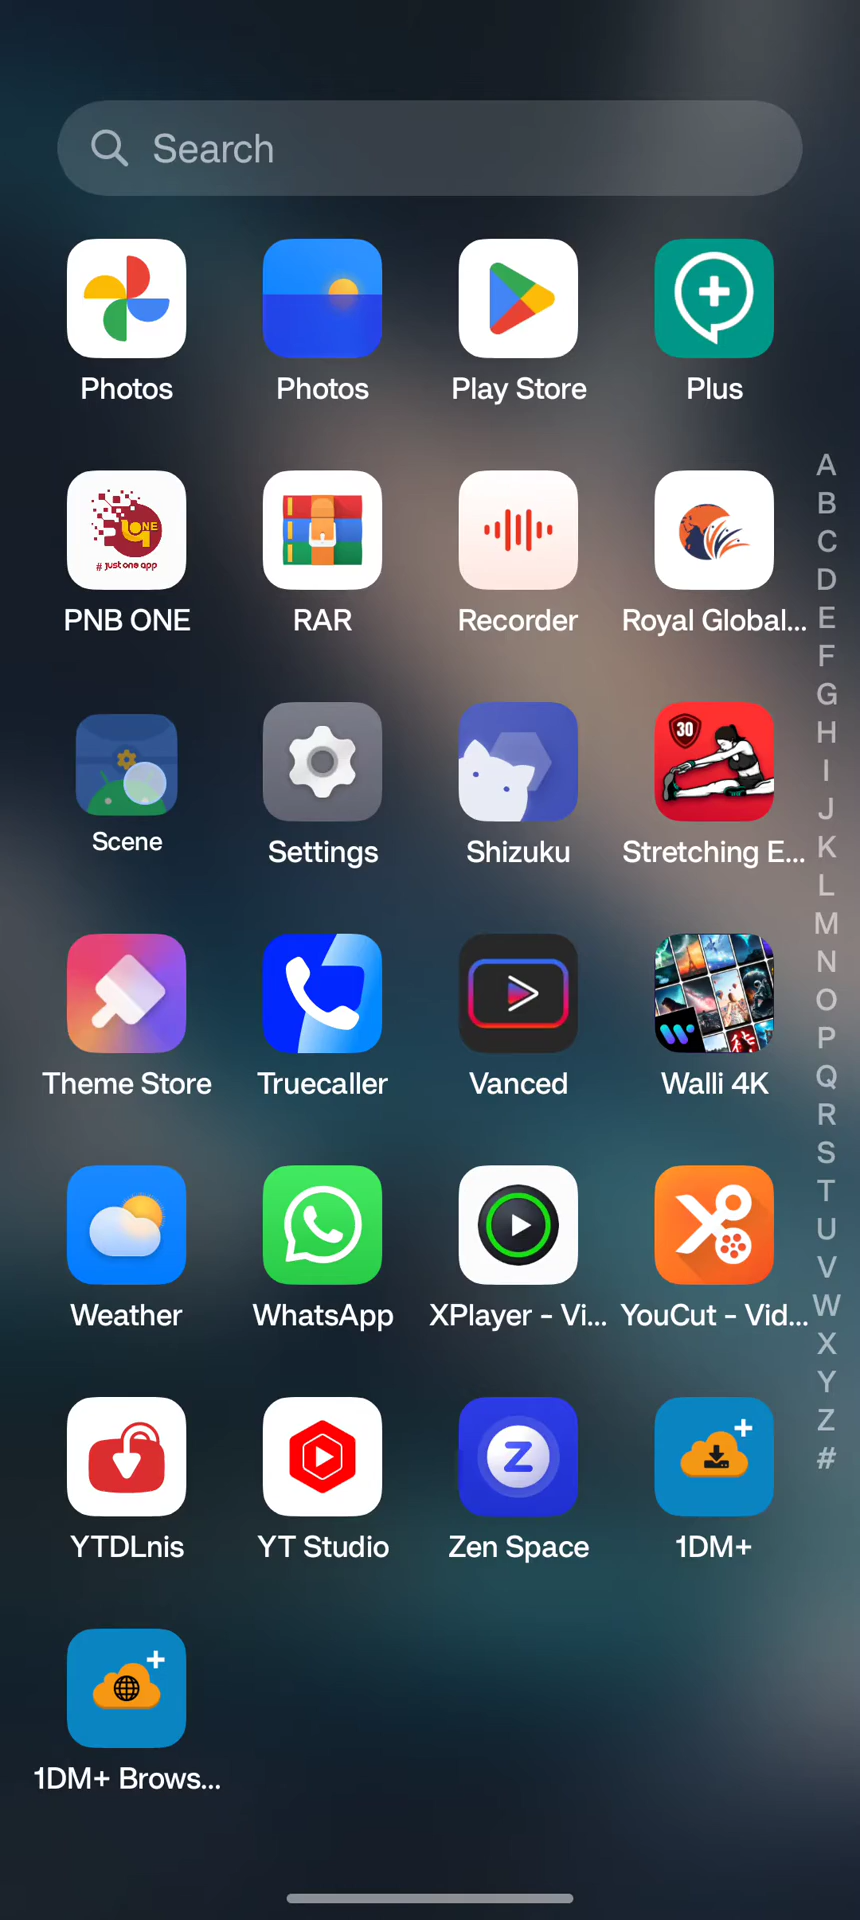 Search
Photos
Photos
Play Store
Plus
A
B
C
D
E
F
G
H
I
J
K
L
M
N
O
P
Q
R
S
T
U
V
W
X
Y
Z
#
ONE
# just one app
PNB ONE
RAR
Recorder
Royal Global...
Scene
Settings
Shizuku
30
Stretching E...
Theme Store
Truecaller
Vanced
Walli 4K
Weather
WhatsApp
XPlayer - Vi...
YouCut - Vid...
YTDLnis
YT Studio
Z
Zen Space
1DM+
1DM+ Brows...